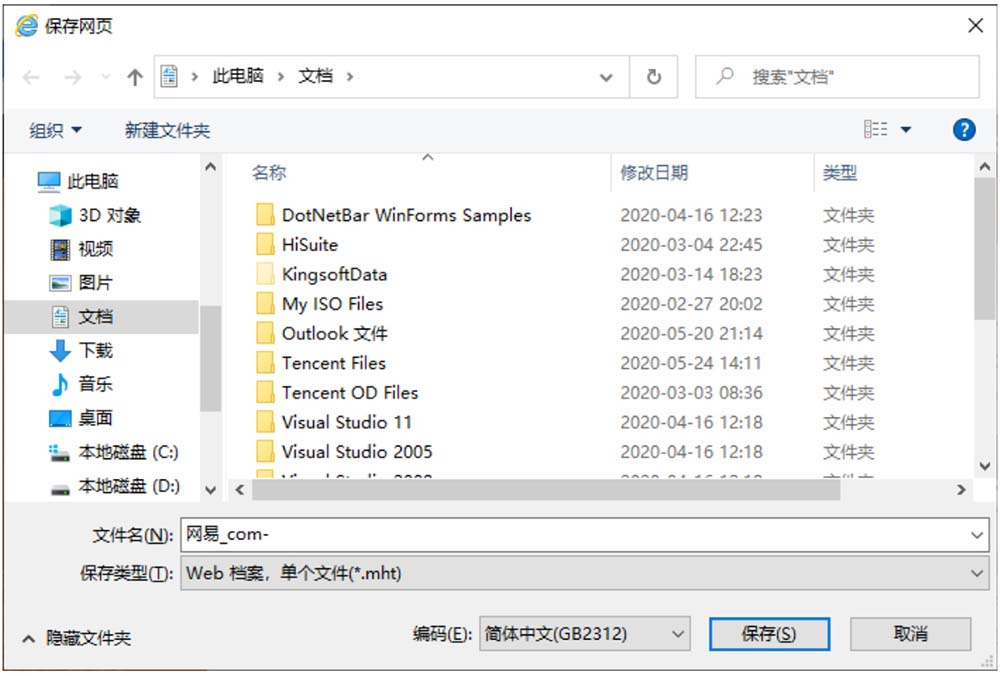 保存网页
此电脑 文档
搜索"文档"
组织 新建文件夹
此电脑
3D 对象
视频
图片
文档
下载
音乐
桌面
本地磁盘 (C:)
本地磁盘 (D:)
名称 修改日期 类型
DotNetBar WinForms Samples 2020-04-16 12:23 文件夹
HiSuite 2020-03-04 22:45 文件夹
KingsoftData 2020-03-14 18:23 文件夹
My ISO Files 2020-02-27 20:02 文件夹
Outlook 文件 2020-05-20 21:14 文件夹
Tencent Files 2020-05-24 14:11 文件夹
Tencent OD Files 2020-03-03 08:36 文件夹
Visual Studio 11 2020-04-16 12:18 文件夹
Visual Studio 2005 2020-04-16 12:18 文件夹
文件名(N): 网易_com-
保存类型(T): Web 档案，单个文件(*.mht)
隐藏文件夹 编码(E): 简体中文(GB2312) 保存(S) 取消